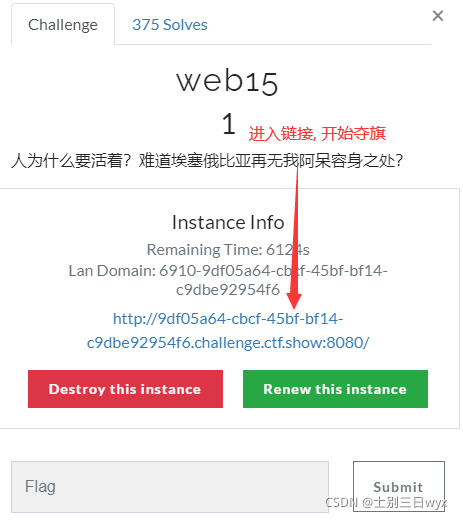 Challenge
375 Solves
×
web15
1
进入链接, 开始夺旗
人为什么要活着？难道埃塞俄比亚再无我阿呆容身之处？
Instance Info
Remaining Time: 6124s
Lan Domain: 6910-9df05a64-cbcf-45bf-bf14-
c9dbe92954f6
http://9df05a64-cbcf-45bf-bf14-
c9dbe92954f6.challenge.ctf.show:8080/
Destroy this instance
Renew this instance
Flag
Submit
CSDN @士别三日wyx